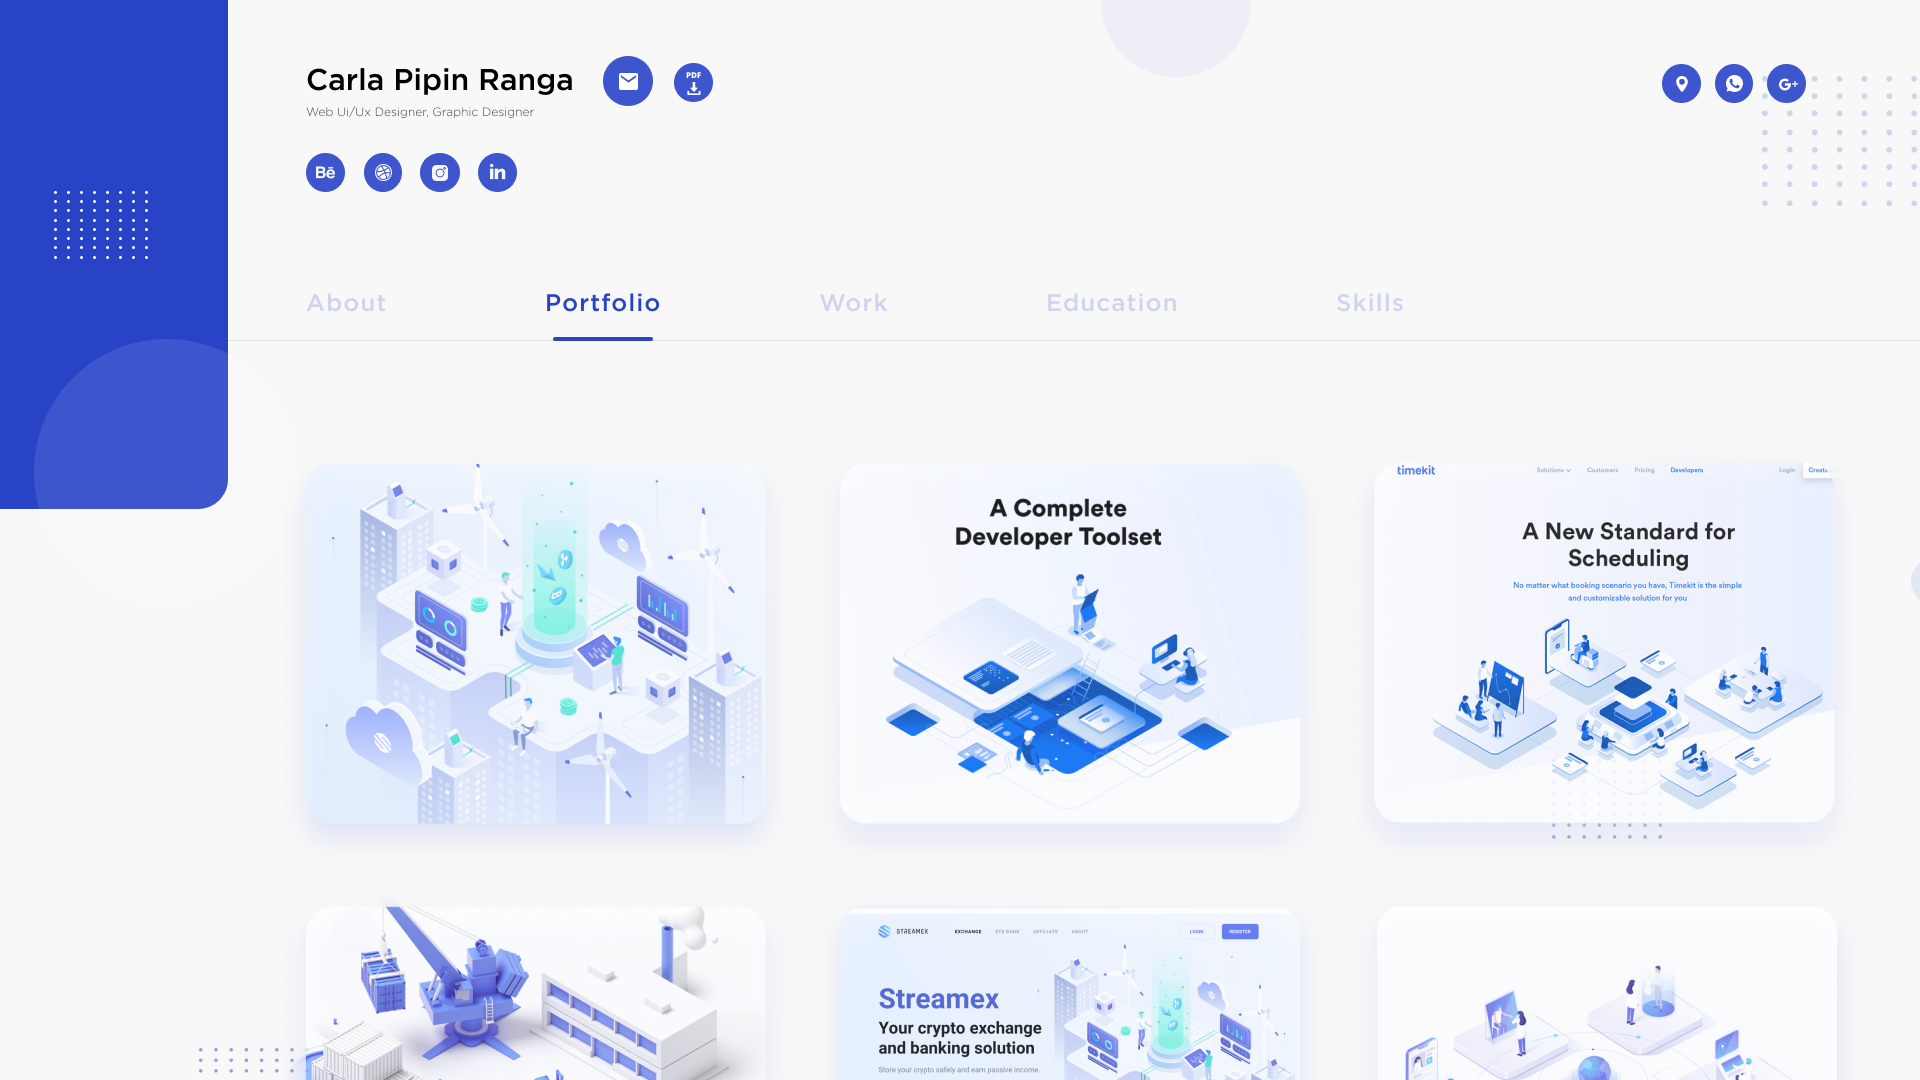 Carla Pipin Ranga
PDF
Web Ui/Ux Designer, Graphic Designer
G+
Bē
in
About
Portfolio
Work
Education
Skills
A Complete
Developer Toolset
timekit
Solutions
Customers
Pricing
Developers
Login
A New Standard for
Scheduling
No matter what booking scenario you have, Timekit is the simple
and customizable solution for you
STREAMEX
EXCHANGE
STE BANK
AFFILIATE
ABOUT
LOGIN
REGISTER
Streamex
Your crypto exchange
and banking solution
Store your crypto safely and earn passive income.